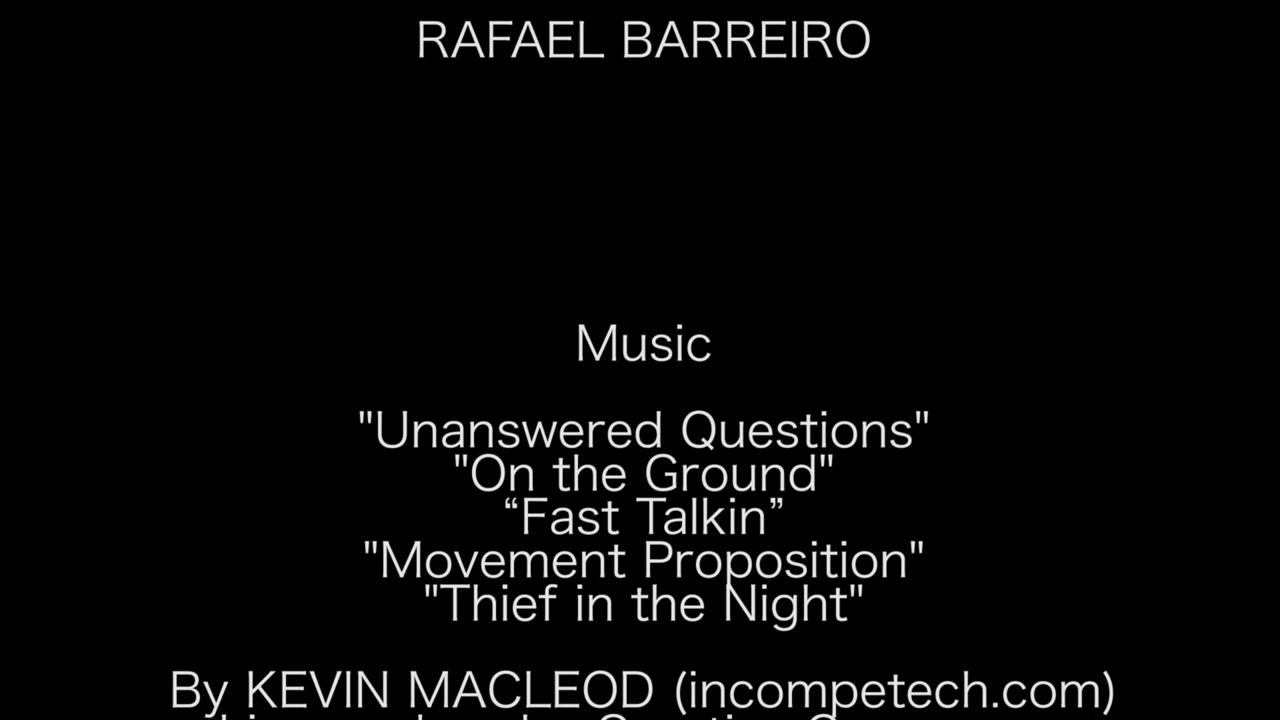 RAFAEL BARREIRO
Music
"Unanswered Questions"
"On the Ground"
“Fast Talkin”
"Movement Proposition"
"Thief in the Night"
By KEVIN MACLEOD (incompetech.com)